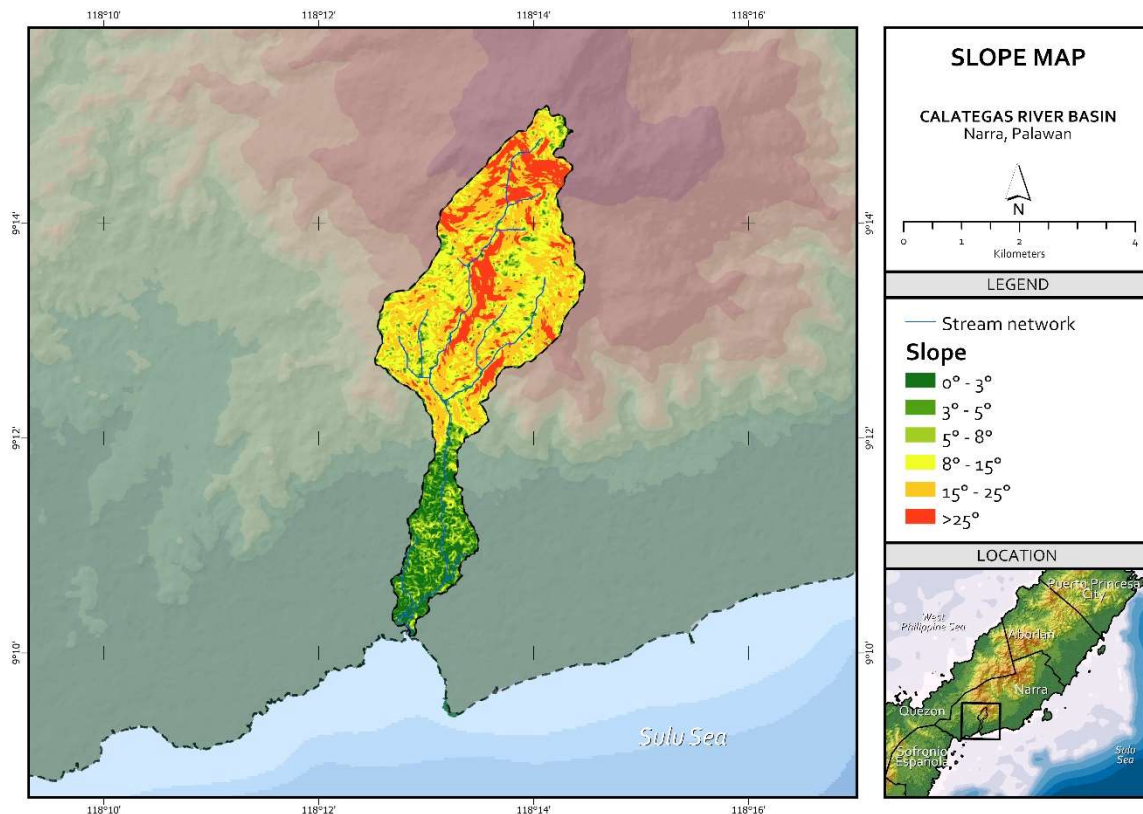 118°10'
118°12'
118°14'
118°16'
9°14'
9°14'
9°12'
9°12'
9°10'
9°10'
Sulu Sea
118°10'
118°12'
118°14'
118°16'
SLOPE MAP
CALATEGAS RIVER BASIN
Narra, Palawan
N
0 1 2 4
Kilometers
LEGEND
Stream network
Slope
0° - 3°
3° - 5°
5° - 8°
8° - 15°
15° - 25°
>25°
LOCATION
Puerto Princesa
City
West
Philippine Sea
Aborlan
Narra
Quezon
Sofronio
Española
Sulu
Sea